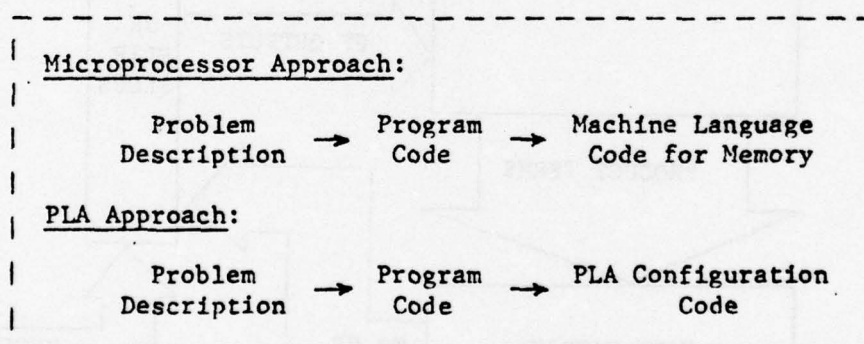 Microprocessor Approach:
Problem Description → Program Code → Machine Language Code for Memory
PLA Approach:
Problem Description → Program Code → PLA Configuration Code